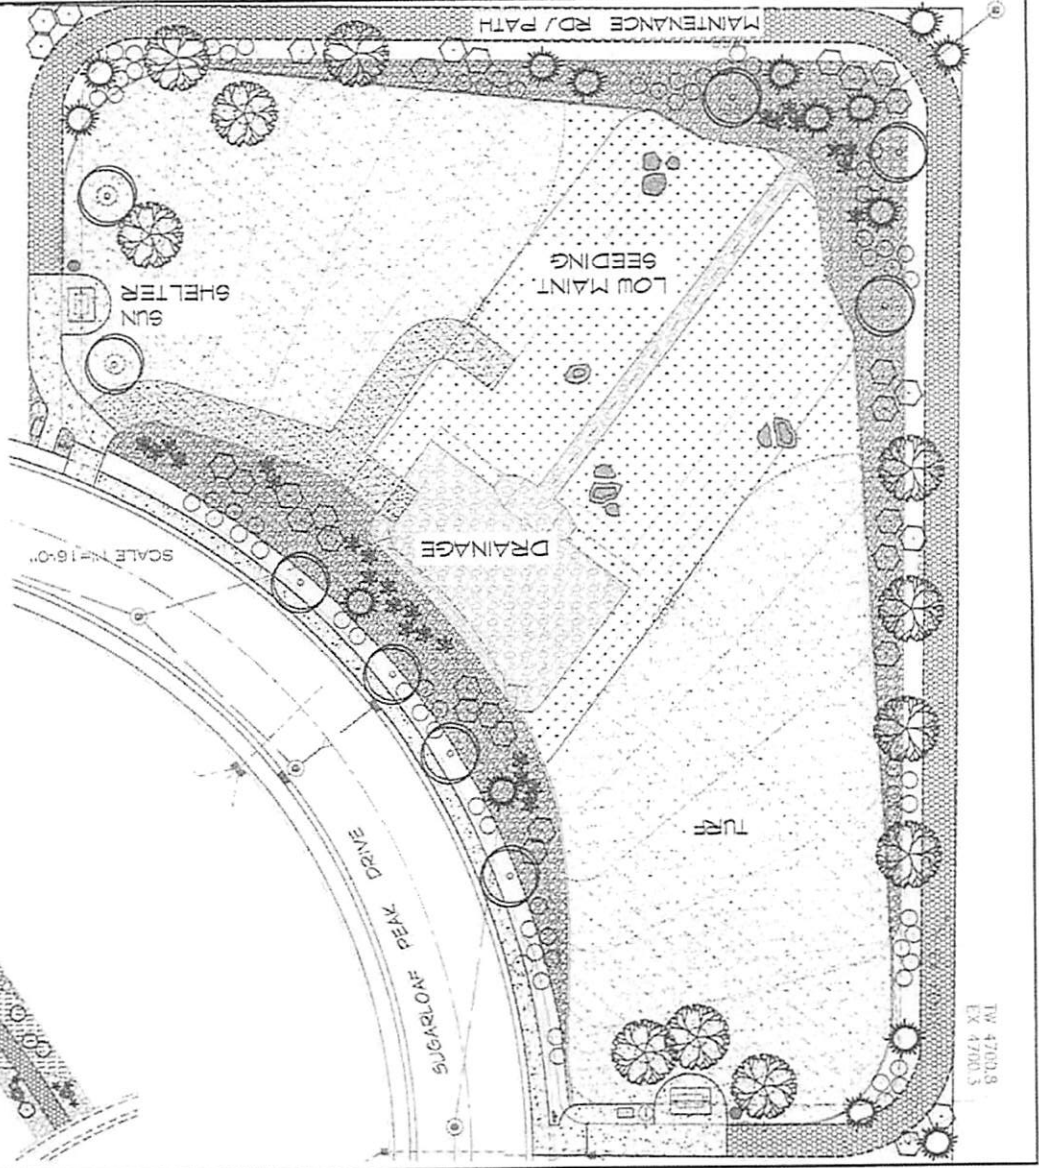 MAINTENANCE RD/ PATH
SUN
SHELTER
LOW MAINT.
SEEDING
DRAINAGE
SCALE 1"=16'-0"
TURF
SUGARLOAF PEAK DRIVE
TW 4700.8
EX 4700.3